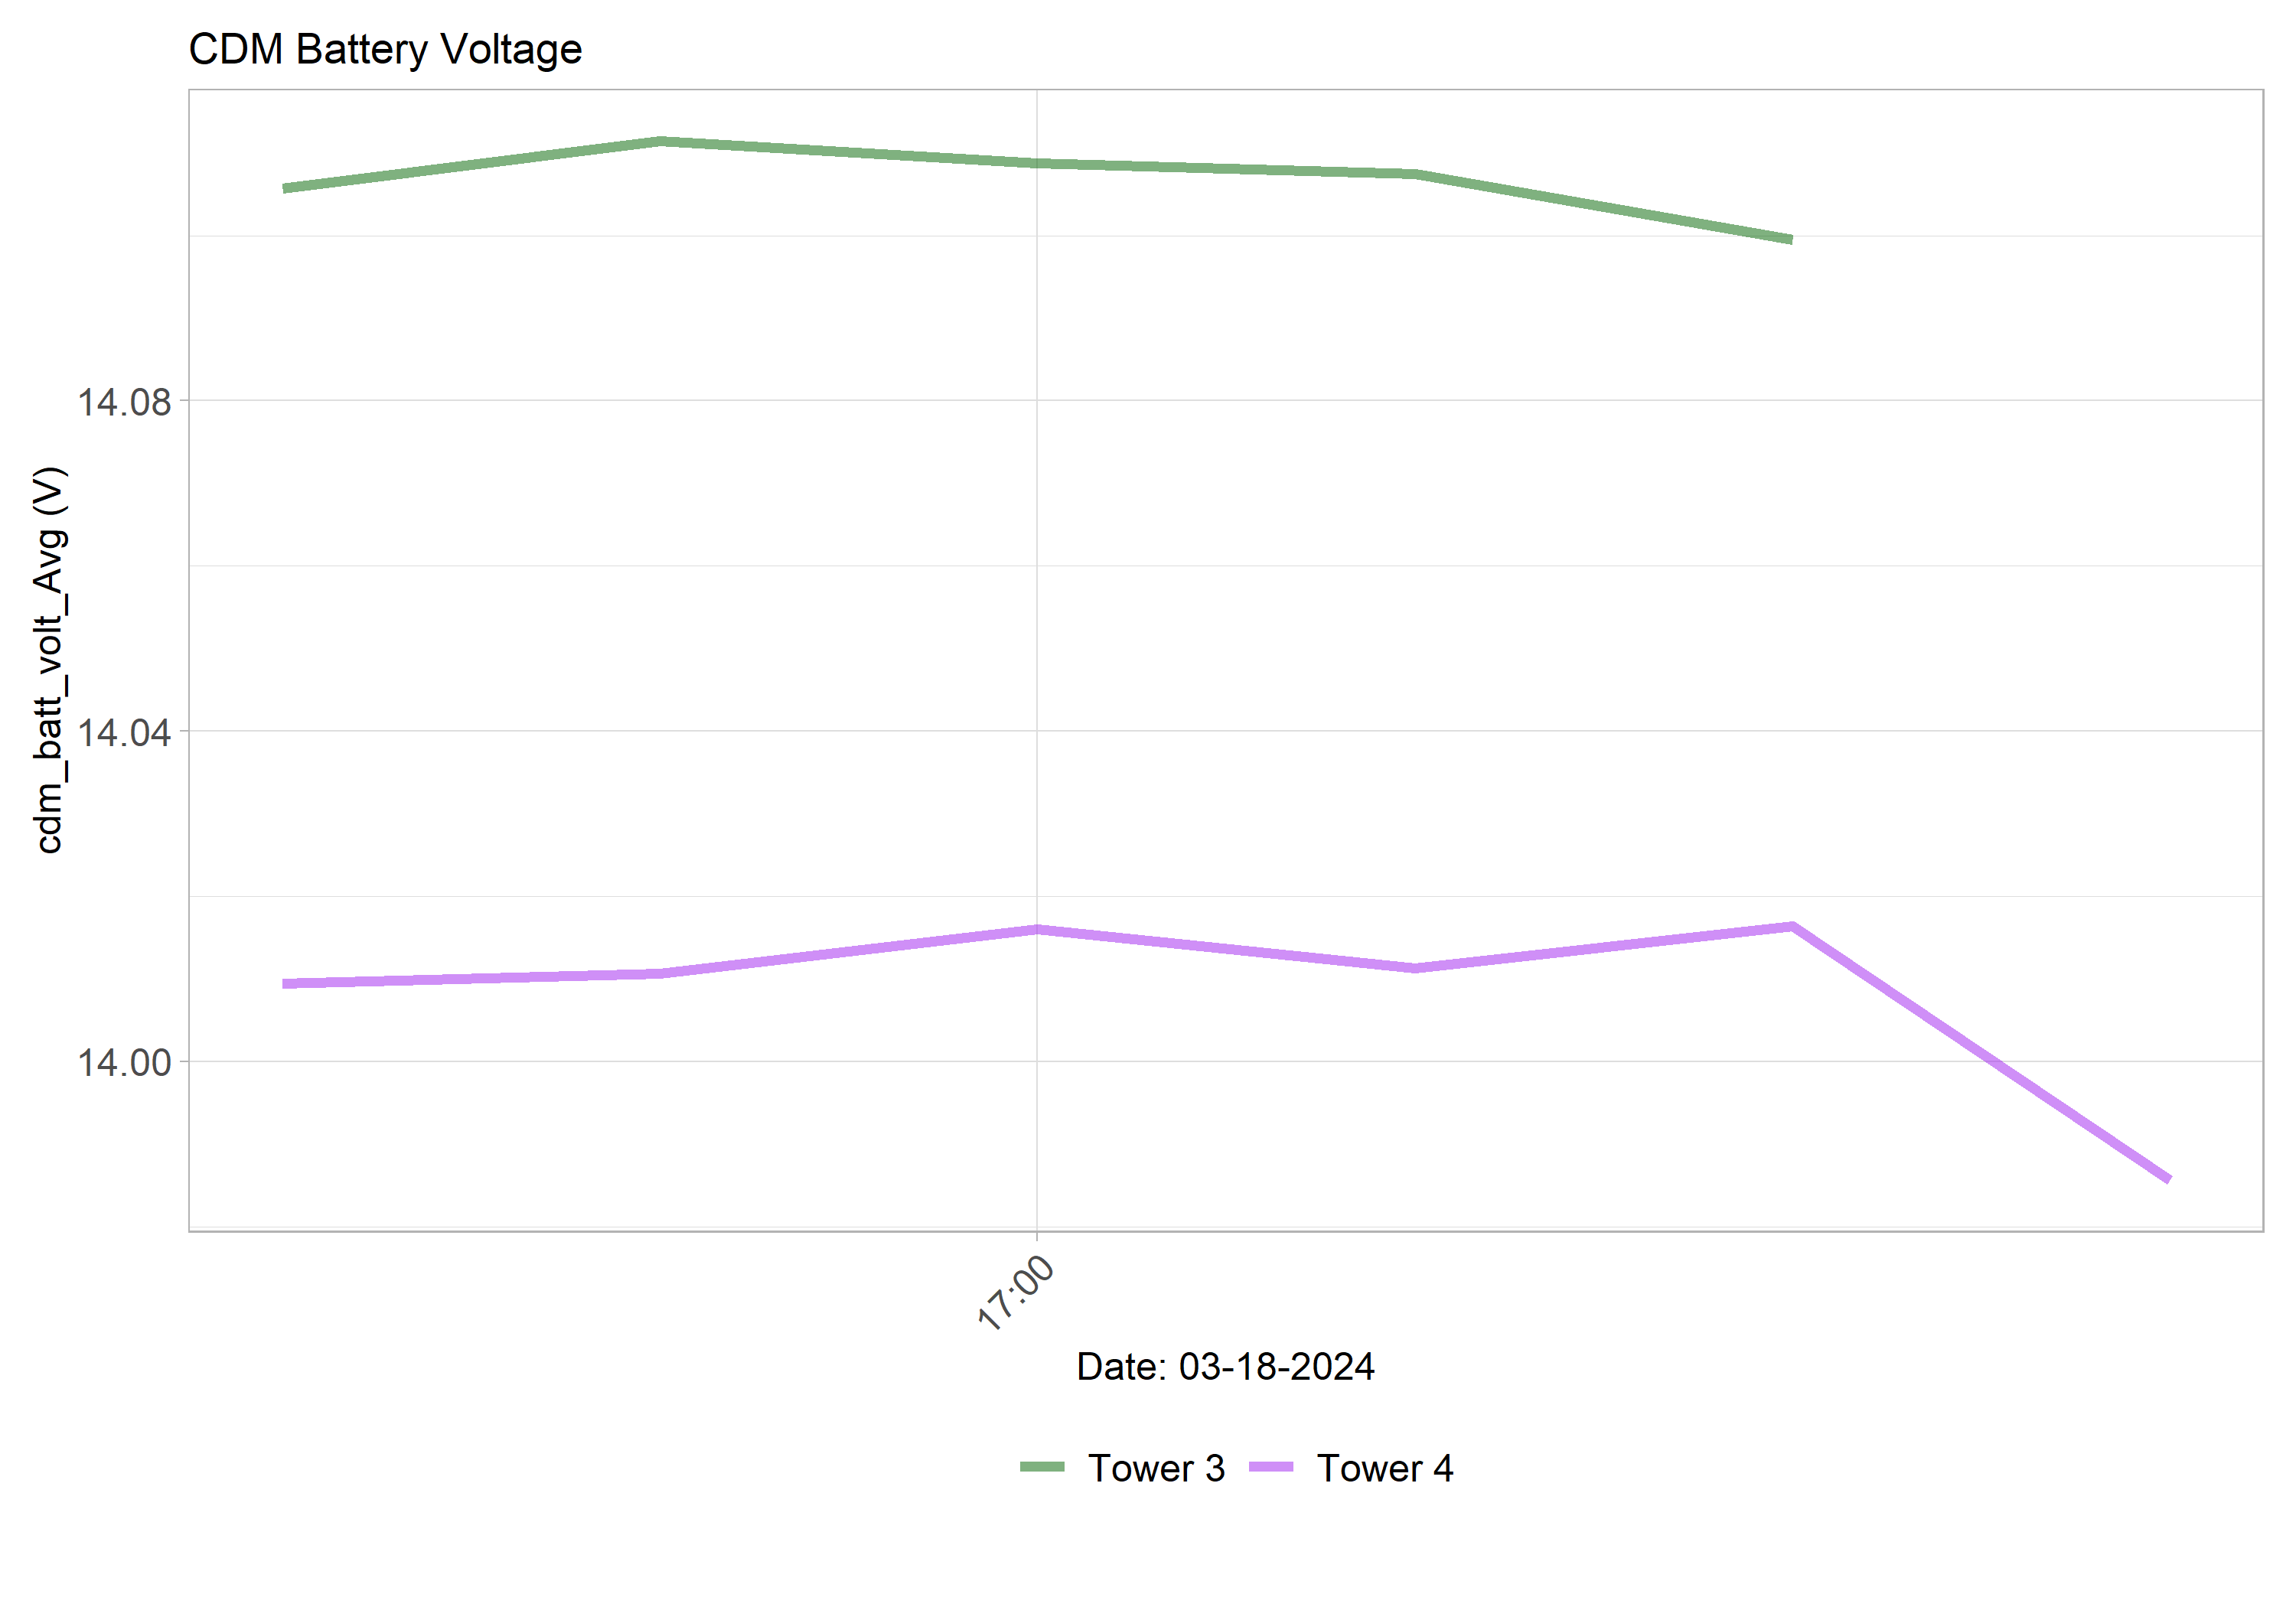 CDM Battery Voltage
cdm_batt_volt_Avg (V)
14.08
14.04
14.00
17:00
Date: 03-18-2024
Tower 3
Tower 4